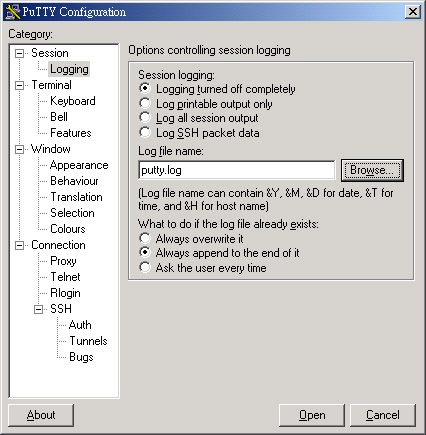 PuTTY Configuration
Category:
Session
Logging
Terminal
Keyboard
Bell
Features
Window
Appearance
Behaviour
Translation
Selection
Colours
Connection
Proxy
Telnet
Rlogin
SSH
Auth
Tunnels
Bugs
Options controlling session logging
Session logging:
Logging turned off completely
Log printable output only
Log all session output
Log SSH packet data
Log file name:
putty.log
Browse...
(Log file name can contain &Y, &M, &D for date, &T for
time, and &H for host name)
What to do if the log file already exists:
Always overwrite it
Always append to the end of it
Ask the user every time
About
Open
Cancel